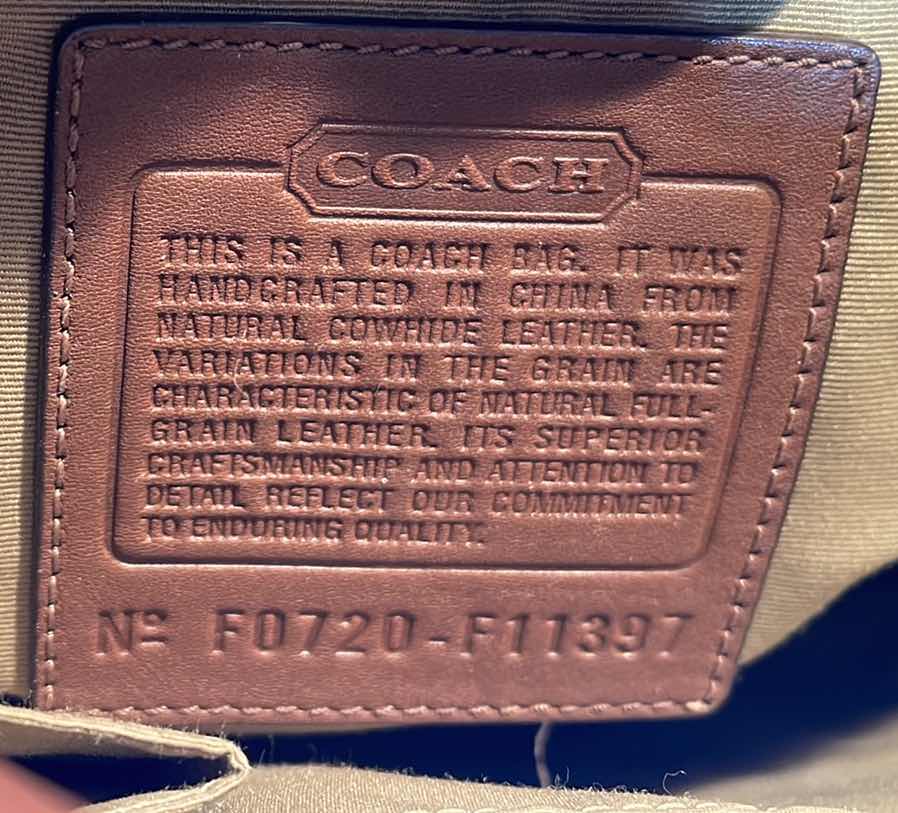 COACH
THIS IS A COACH BAG. IT WAS
HANDCRAFTED IN CHINA FROM
NATURAL COWHIDE LEATHER. THE
VARIATIONS IN THE GRAIN ARE
CHARACTERISTIC OF NATURAL FULL-
GRAIN LEATHER. ITS SUPERIOR
CRAFTSMANSHIP AND ATTENTION TO
DETAIL REFLECT OUR COMMITMENT
TO ENDURING QUALITY.
Nº F0720-F11397